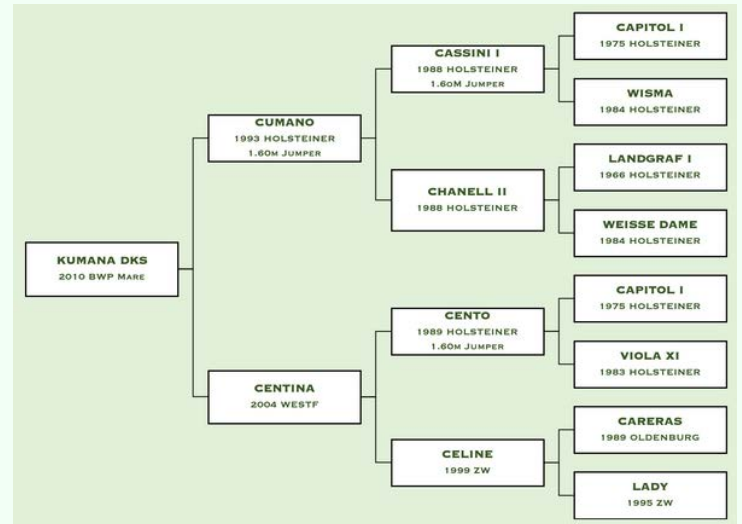 CAPITOL I
1975 HOLSTEINER
CASSINI I
1988 HOLSTEINER
1.60M JUMPER
WISMA
1984 HOLSTEINER
CUMANO
1993 HOLSTEINER
1.60M JUMPER
LANDGRAF I
1966 HOLSTEINER
CHANELL II
1988 HOLSTEINER
WEISSE DAME
1984 HOLSTEINER
KUMANA DKS
2010 BWP MARE
CAPITOL I
1975 HOLSTEINER
CENTO
1989 HOLSTEINER
1.60M JUMPER
VIOLA XI
1983 HOLSTEINER
CENTINA
2004 WESTF
CARERAS
1989 OLDENBURG
CELINE
1999 ZW
LADY
1995 ZW